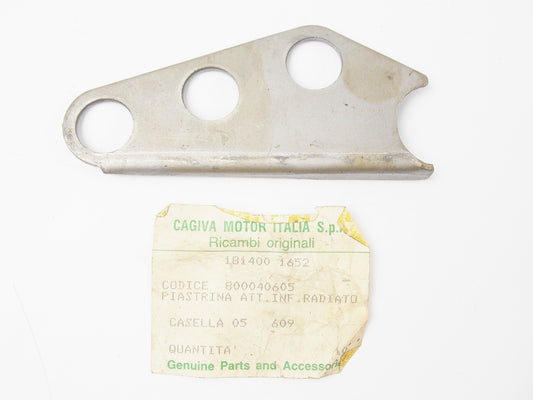 CAGIVA MOTOR ITALIA S.p.
Ricambi originali
181400 1652
CODICE 800040605
PIASTRINA ATT.INF.RADIATO
CASELLA 05 609
QUANTITA'
Genuine Parts and Accessor